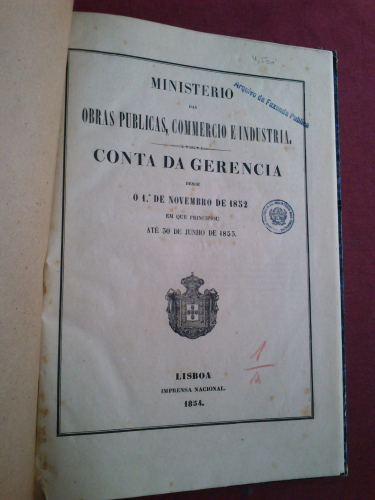 Arquivo da Fazenda Publica
MINISTERIO
DAS
OBRAS PUBLICAS, COMMERCIO E INDUSTRIA.
CONTA DA GERENCIA
DESDE
O 1.º DE NOVEMBRO DE 1852
EM QUE PRINCIPIOU
ATÉ 30 DE JUNHO DE 1853.
LISBOA
IMPRENSA NACIONAL.
1854.